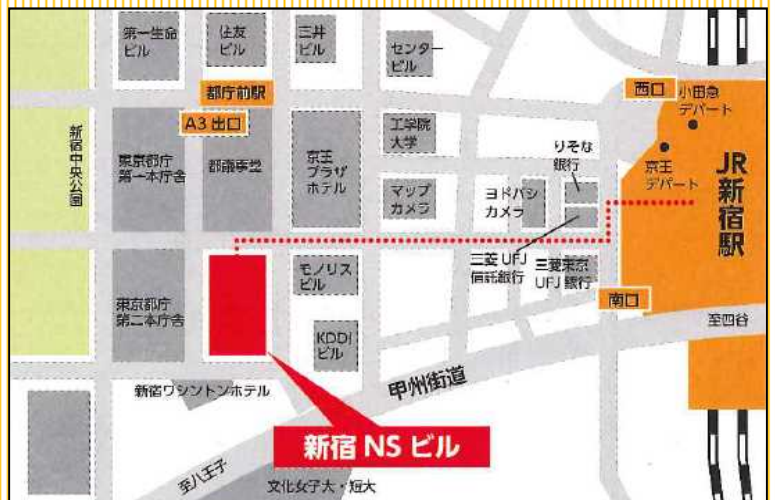 第一生命
ビル
住友
ビル
三井
ビル
センター
ビル
都庁前駅
A3 出口
西口
小田急
デパート
新宿中央公園
東京都庁
第一本庁舎
都議事堂
京王
プラザ
ホテル
工学院
大学
マップ
カメラ
ヨドバシ
カメラ
りそな
銀行
京王
デパート
JR新宿駅
東京都庁
第二本庁舎
モノリス
ビル
三菱 UFJ
信託銀行
三菱東京
UFJ 銀行
南口
至四谷
KDDI
ビル
新宿ワシントンホテル
甲州街道
新宿 NS ビル
至八王子
文化女子大・短大